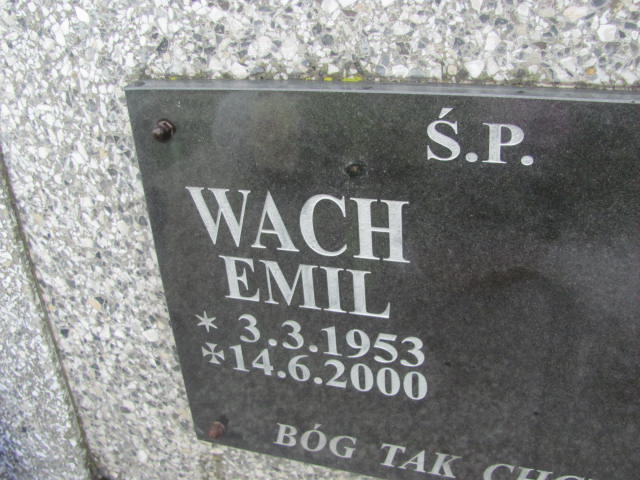 Ś.P.
WACH
EMIL
* 3.3.1953
✠14.6.2000
BÓG TAK